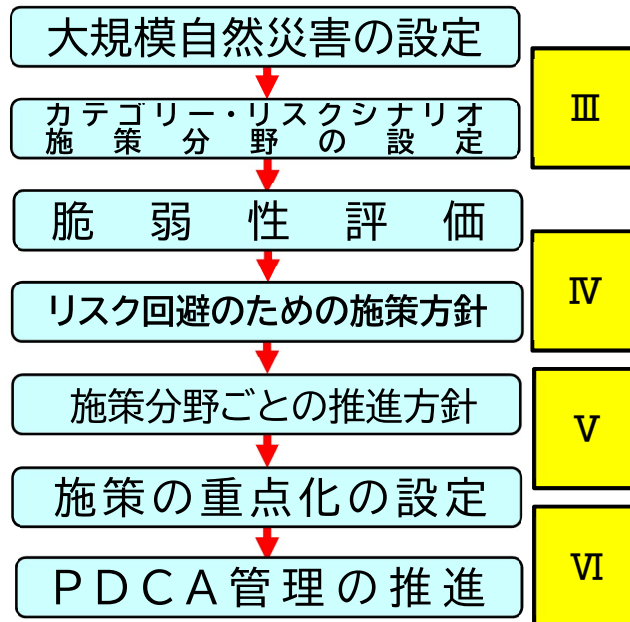 大規模自然災害の設定
カテゴリー・リスクシナリオ
施策分野の設定
Ⅲ
脆弱性評価
リスク回避のための施策方針
Ⅳ
施策分野ごとの推進方針
Ⅴ
施策の重点化の設定
PDCA管理の推進
Ⅵ